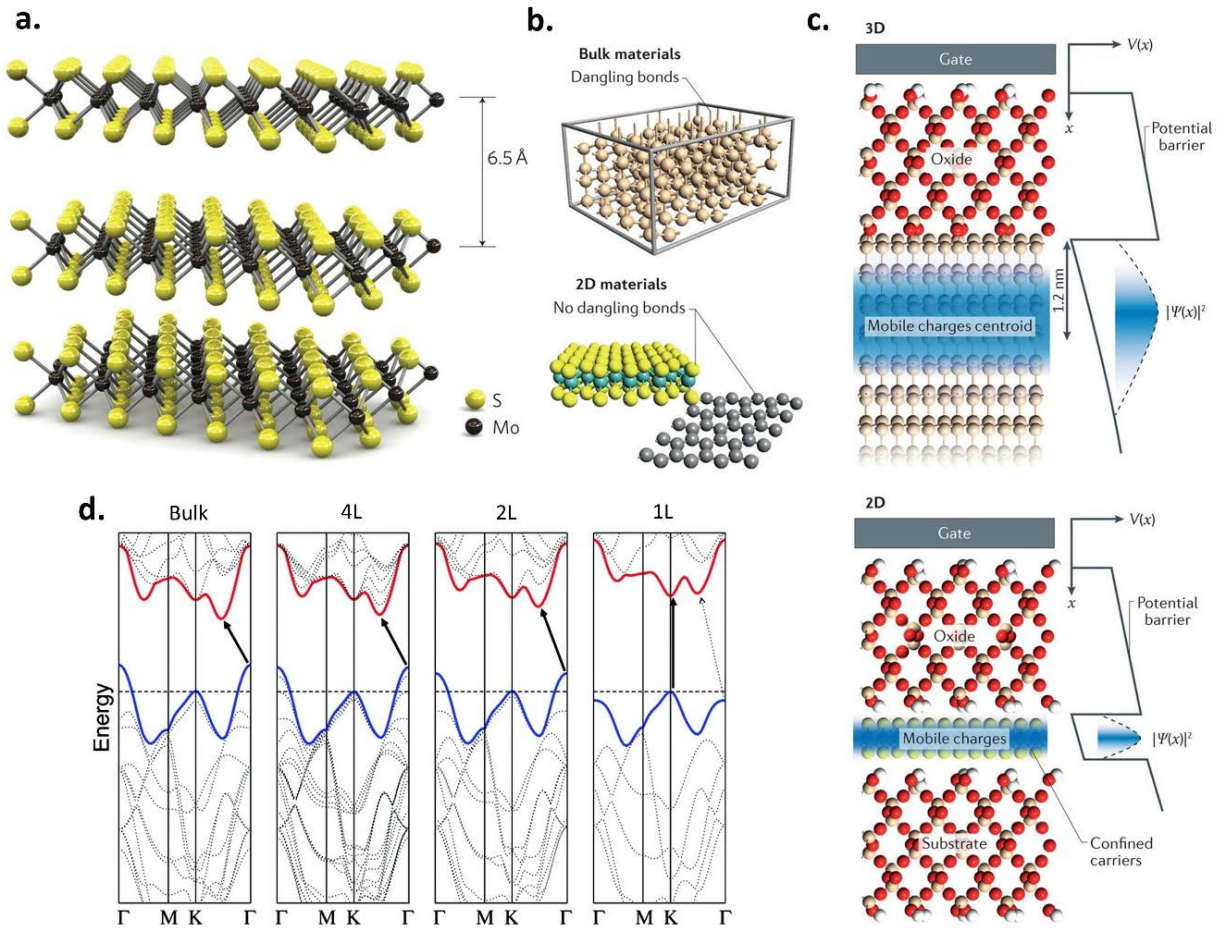 a.
6.5 Å
S
Mo
b.
Bulk materials
Dangling bonds
2D materials
No dangling bonds
c.
3D
Gate
V(x)
x
Potential
barrier
Oxide
1.2 nm
Mobile charges centroid
|Ψ(x)|²
2D
Gate
V(x)
x
Potential
barrier
Oxide
Mobile charges
|Ψ(x)|²
Substrate
Confined
carriers
d.
Bulk 4L 2L 1L
Energy
Γ M K Γ Γ M K Γ Γ M K Γ Γ M K Γ